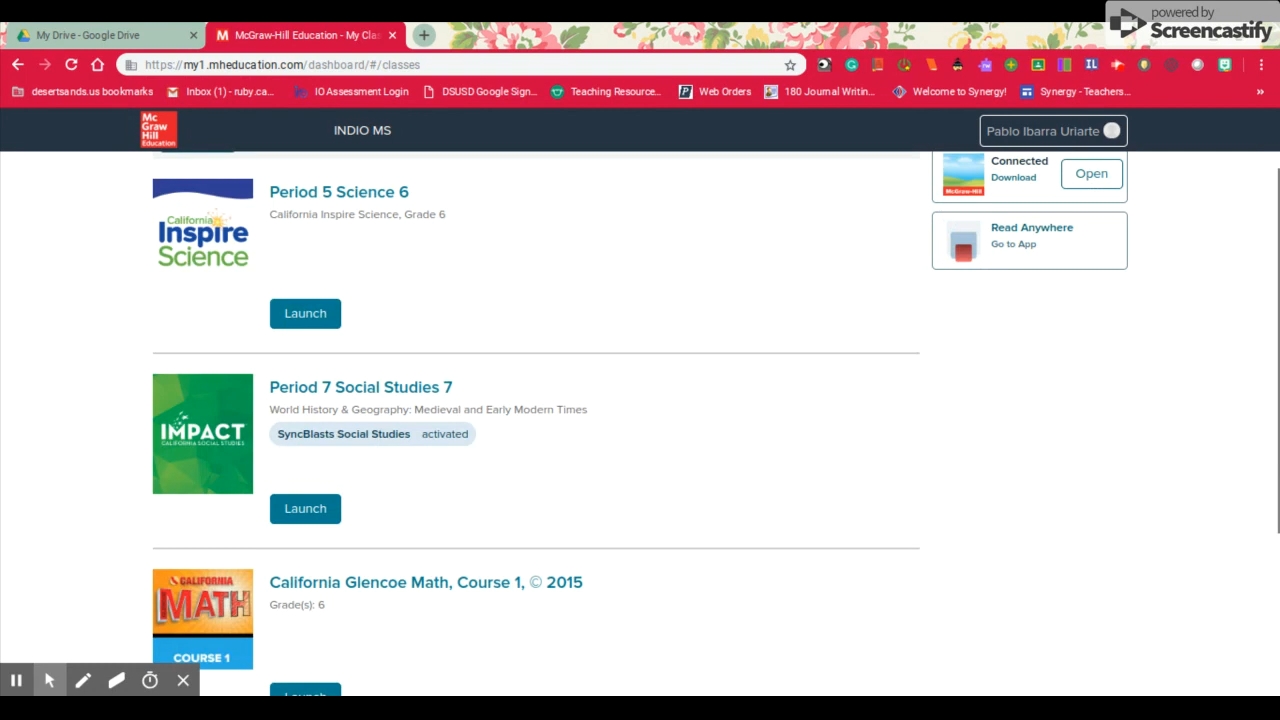 powered by
Screencastify
My Drive - Google Drive
McGraw-Hill Education - My Clas
https://my1.mheducation.com/dashboard/#/classes
desertsands.us bookmarks
Inbox (1) - ruby.ca...
IO Assessment Login
DSUSD Google Sign...
Teaching Resource...
Web Orders
180 Journal Writin...
Welcome to Synergy!
Synergy - Teachers...
»
Mc
Graw
Hill
Education
INDIO MS
Pablo Ibarra Uriarte
Connected
Download
Open
McGraw-Hill
Read Anywhere
Go to App
California
Inspire
Science
Period 5 Science 6
California Inspire Science, Grade 6
Launch
IMPACT
CALIFORNIA SOCIAL STUDIES
Period 7 Social Studies 7
World History & Geography: Medieval and Early Modern Times
SyncBlasts Social Studies activated
Launch
CALIFORNIA
MATH
COURSE 1
California Glencoe Math, Course 1, © 2015
Grade(s): 6
Launch